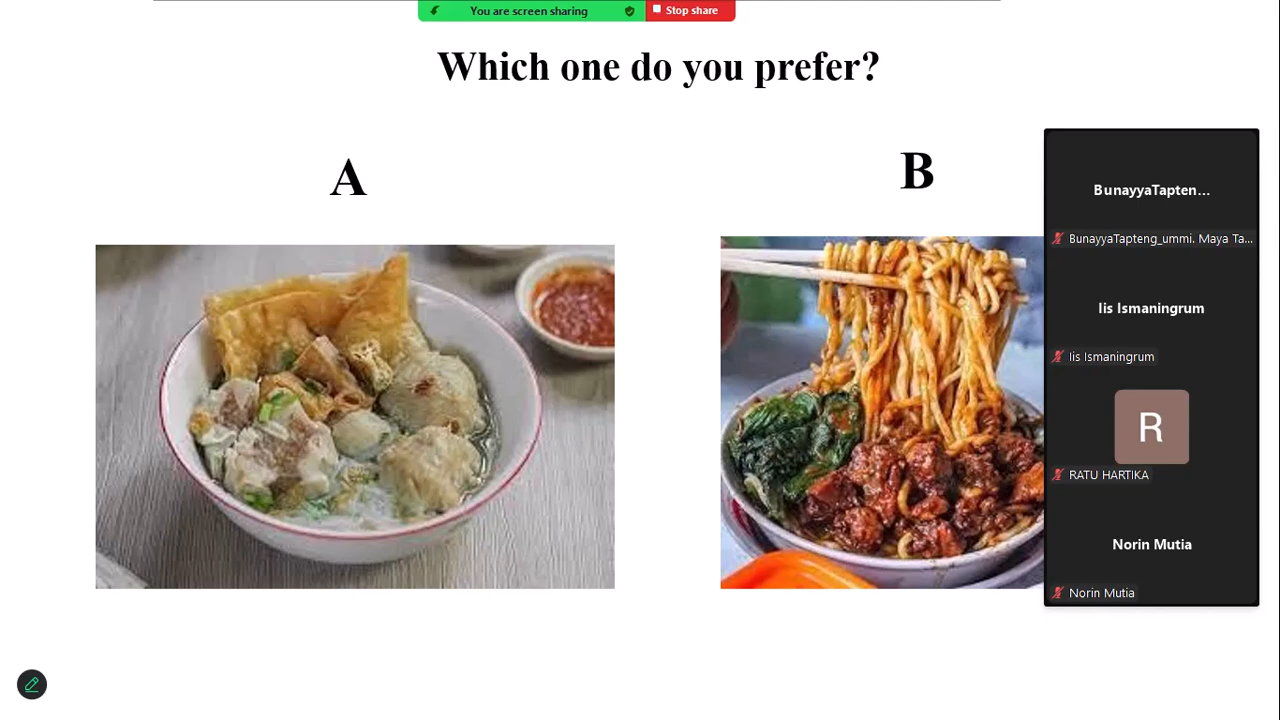 You are screen sharing
Stop share
Which one do you prefer?
A
B
BunayyaTapten...
BunayyaTapteng_ummi. Maya Ta...
Iis Ismaningrum
Iis Ismaningrum
R
RATU HARTIKA
Norin Mutia
Norin Mutia